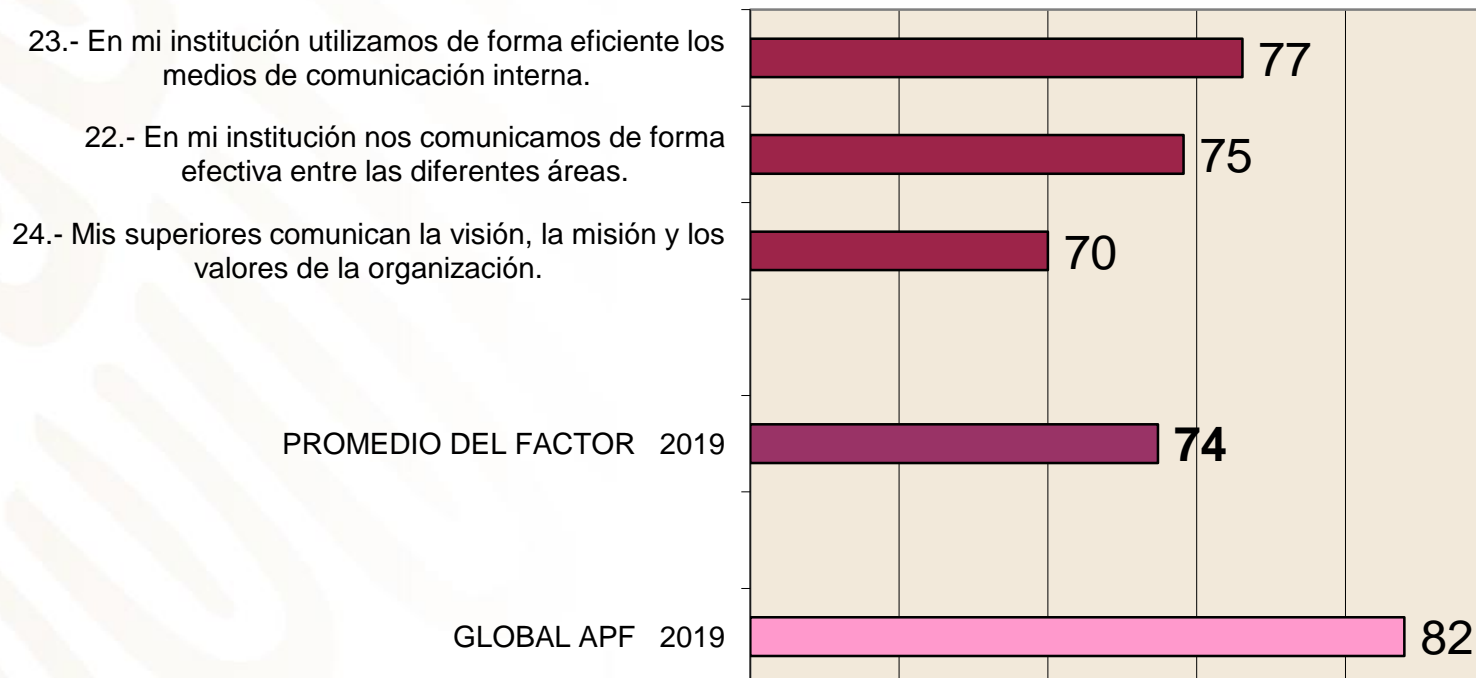 23.- En mi institución utilizamos de forma eficiente los
medios de comunicación interna.
77
22.- En mi institución nos comunicamos de forma
efectiva entre las diferentes áreas.
75
24.- Mis superiores comunican la visión, la misión y los
valores de la organización.
70
PROMEDIO DEL FACTOR 2019
74
GLOBAL APF 2019
82